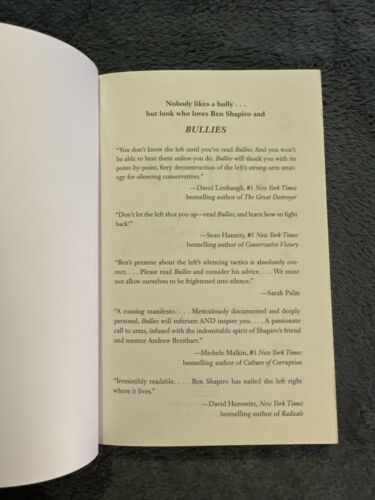 Nobody likes a bully . . .
but look who loves Ben Shapiro and
BULLIES
“You don’t know the left until you’ve read Bullies. And you won’t
be able to beat them unless you do. Bullies will shock you with its
point-by-point, fiery deconstruction of the left’s strong-arm strat-
egy for silencing conservatives.”
—David Limbaugh, #1 New York Times
bestselling author of The Great Destroyer
“Don’t let the left shut you up—read Bullies, and learn how to fight
back!”
—Sean Hannity, #1 New York Times
bestselling author of Conservative Victory
“Ben’s premise about the left’s silencing tactics is absolutely cor-
rect. . . . Please read Bullies and consider his advice. . . . We must
not allow ourselves to be frightened into silence.”
—Sarah Palin
“A rousing manifesto. . . . Meticulously documented and deeply
personal, Bullies will infuriate AND inspire you. . . . A passionate
call to arms, infused with the indomitable spirit of Shapiro’s friend
and mentor Andrew Breitbart.”
—Michele Malkin, #1 New York Times
bestselling author of Culture of Corruption
“Irresistibly readable. . . . Ben Shapiro has nailed the left right
where it lives.”
—David Horowitz, New York Times
bestselling author of Radicals